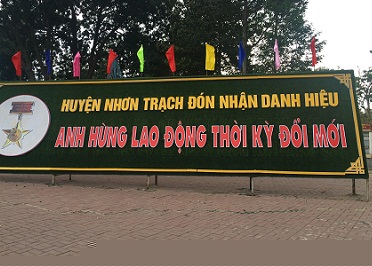 HUYỆN NHƠN TRẠCH ĐÓN NHẬN DANH HIỆU
ANH HÙNG LAO ĐỘNG THỜI KỲ ĐỔI MỚI